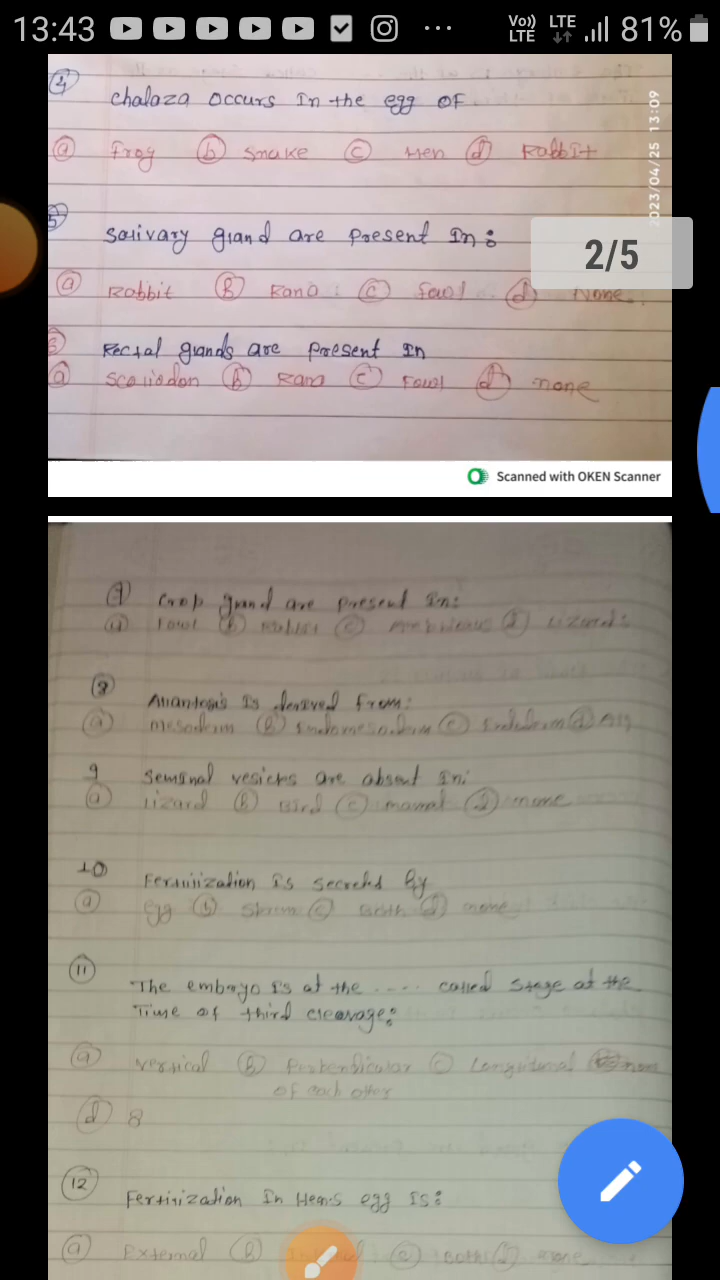 13:43 ... Vo)) LTE LTE 81%
4 Chalaza occurs In the egg OF
2023/04/25 13:09
a frog b Snake c Hen d Rabbit
5 Salivary gland are Present In:
2/5
a Rabbit b Rana : c fowl d None.
6 Rectal glands are present In
a Scoliodon b Rana c Fowl d none
Scanned with OKEN Scanner
7 Crop gland are present In:
a fowl b c d Lizard:
8 Allantois Is derived from:
a mesoderm b Endomesoderm c Endoderm d All
9 Seminal vesicles are absent In:
a lizard b Bird c mamal d none
10 Fertilization Is secreted by
a egg b c Both d none
11 The embryo Is at the .... called stage at the
Time of third cleavage:
a vertical b Perpendicular c Longitudinal
of each other
d 8
12 Fertilization In Hen's egg Is:
a External b c Both d none